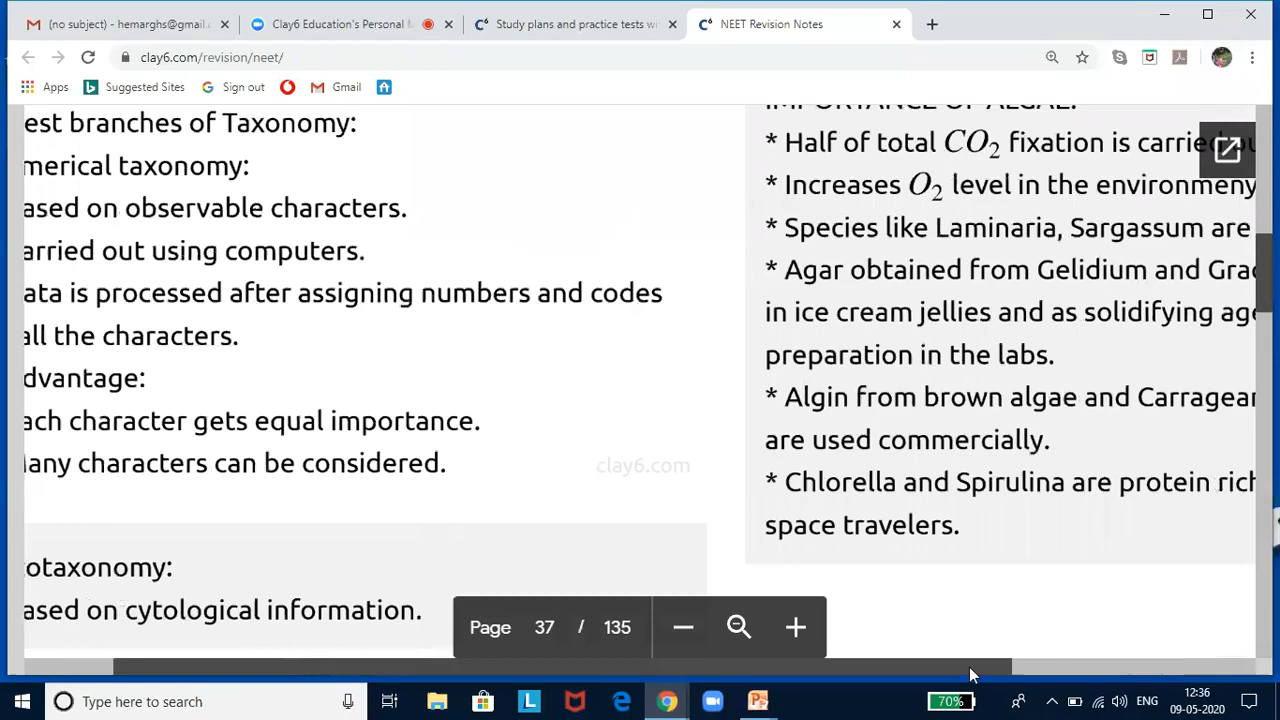 (no subject) - hemarghs@gmail.
Clay6 Education's Personal
Study plans and practice tests wi
NEET Revision Notes
clay6.com/revision/neet/
Apps
Suggested Sites
Sign out
Gmail
est branches of Taxonomy:
merical taxonomy:
ased on observable characters.
arried out using computers.
ata is processed after assigning numbers and codes
all the characters.
dvantage:
ach character gets equal importance.
any characters can be considered.
clay6.com
otaxonomy:
ased on cytological information.
IMPORTANCE OF ALGAE:
* Half of total CO₂ fixation is carried
* Increases O₂ level in the environmeny
* Species like Laminaria, Sargassum are
* Agar obtained from Gelidium and Grac
in ice cream jellies and as solidifying age
preparation in the labs.
* Algin from brown algae and Carragean
are used commercially.
* Chlorella and Spirulina are protein rich
space travelers.
Page 37 / 135
Type here to search
70%
ENG
12:36
09-05-2020